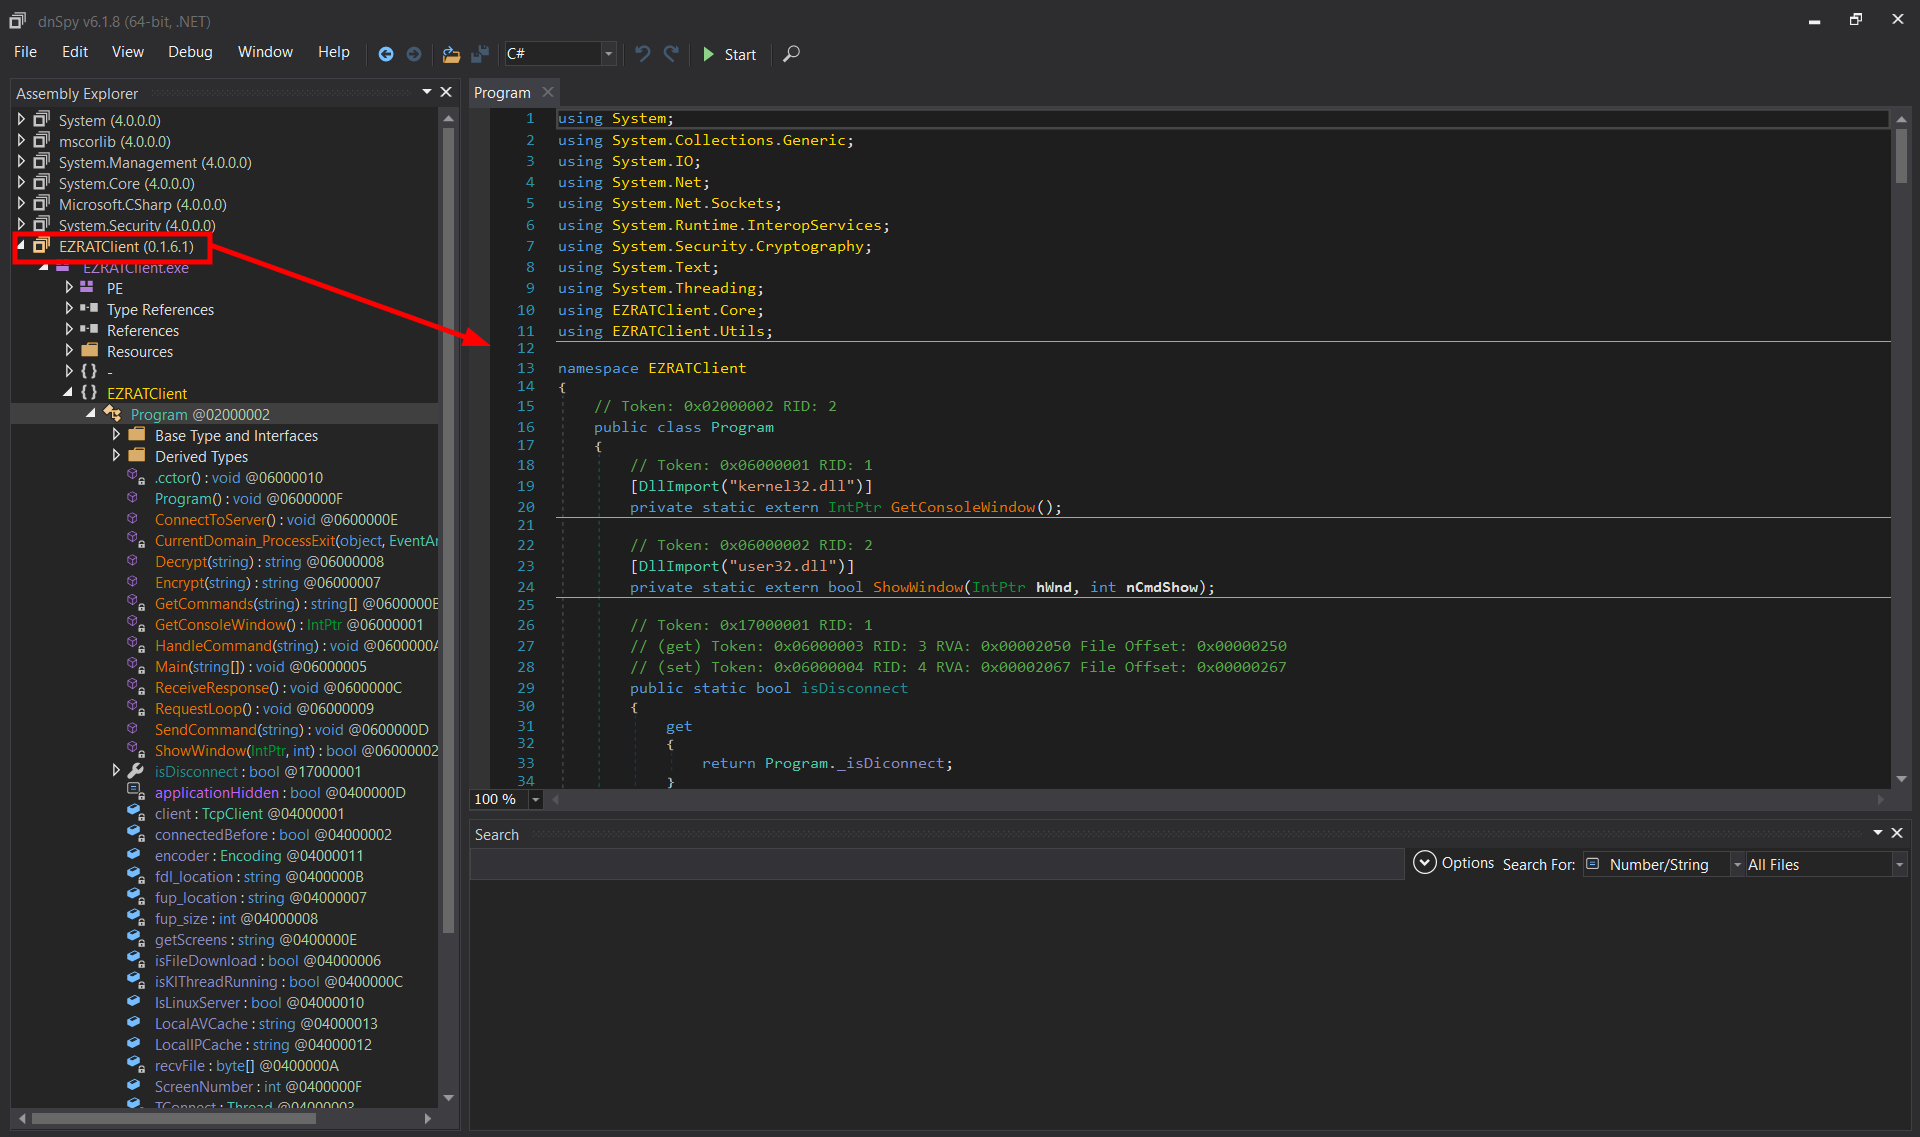 dnSpy v6.1.8 (64-bit, .NET)
File Edit View Debug Window Help C# Start
Assembly Explorer
System (4.0.0.0)
mscorlib (4.0.0.0)
System.Management (4.0.0.0)
System.Core (4.0.0.0)
Microsoft.CSharp (4.0.0.0)
System.Security (4.0.0.0)
EZRATClient (0.1.6.1)
EZRATClient.exe
PE
Type References
References
Resources
{ } -
{ } EZRATClient
Program @02000002
Base Type and Interfaces
Derived Types
.cctor() : void @06000010
Program() : void @0600000F
ConnectToServer() : void @0600000E
CurrentDomain_ProcessExit(object, EventAr
Decrypt(string) : string @06000008
Encrypt(string) : string @06000007
GetCommands(string) : string[] @0600000B
GetConsoleWindow() : IntPtr @06000001
HandleCommand(string) : void @0600000A
Main(string[]) : void @06000005
ReceiveResponse() : void @0600000C
RequestLoop() : void @06000009
SendCommand(string) : void @0600000D
ShowWindow(IntPtr, int) : bool @06000002
isDisconnect : bool @17000001
applicationHidden : bool @0400000D
client : TcpClient @04000001
connectedBefore : bool @04000002
encoder : Encoding @04000011
fdl_location : string @0400000B
fup_location : string @04000007
fup_size : int @04000008
getScreens : string @0400000E
isFileDownload : bool @04000006
isKlThreadRunning : bool @0400000C
IsLinuxServer : bool @04000010
LocalAVCache : string @04000013
LocalIPCache : string @04000012
recvFile : byte[] @0400000A
ScreenNumber : int @0400000F
TConnect : Thread @04000003
Program
1 using System;
2 using System.Collections.Generic;
3 using System.IO;
4 using System.Net;
5 using System.Net.Sockets;
6 using System.Runtime.InteropServices;
7 using System.Security.Cryptography;
8 using System.Text;
9 using System.Threading;
10 using EZRATClient.Core;
11 using EZRATClient.Utils;
12
13 namespace EZRATClient
14 {
15 // Token: 0x02000002 RID: 2
16 public class Program
17 {
18 // Token: 0x06000001 RID: 1
19 [DllImport("kernel32.dll")]
20 private static extern IntPtr GetConsoleWindow();
21
22 // Token: 0x06000002 RID: 2
23 [DllImport("user32.dll")]
24 private static extern bool ShowWindow(IntPtr hWnd, int nCmdShow);
25
26 // Token: 0x17000001 RID: 1
27 // (get) Token: 0x06000003 RID: 3 RVA: 0x00002050 File Offset: 0x00000250
28 // (set) Token: 0x06000004 RID: 4 RVA: 0x00002067 File Offset: 0x00000267
29 public static bool isDisconnect
30 {
31 get
32 {
33 return Program._isDiconnect;
34 }
100 %
Search
Options Search For: Number/String All Files